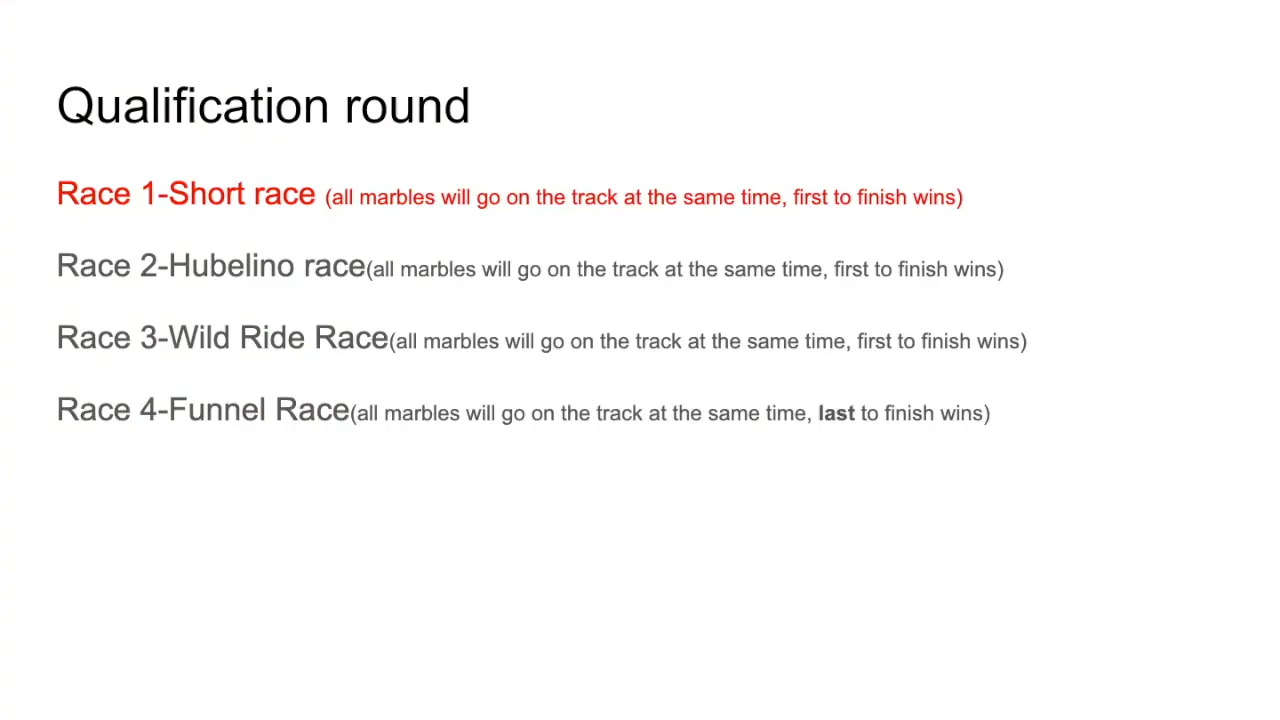 Qualification round
Race 1-Short race (all marbles will go on the track at the same time, first to finish wins)
Race 2-Hubelino race(all marbles will go on the track at the same time, first to finish wins)
Race 3-Wild Ride Race(all marbles will go on the track at the same time, first to finish wins)
Race 4-Funnel Race(all marbles will go on the track at the same time, last to finish wins)